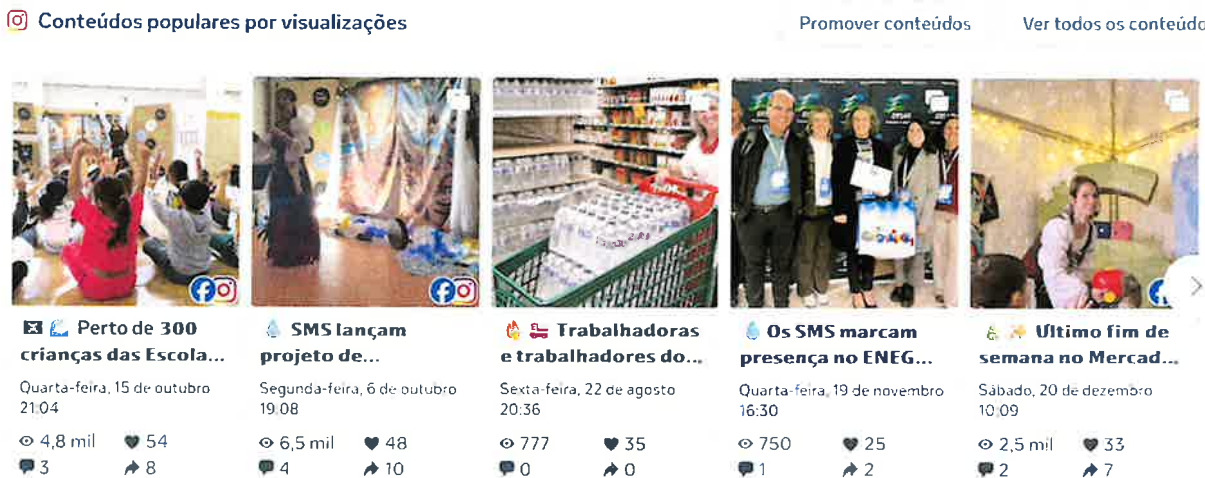 Conteúdos populares por visualizações
Promover conteúdos
Ver todos os conteúdo
Perto de 300
crianças das Escola...
Quarta-feira, 15 de outubro
21:04
4,8 mil 54
3 8
SMS lançam
projeto de...
Segunda-feira, 6 de outubro
19:08
6,5 mil 48
4 10
Trabalhadoras
e trabalhadores do...
Sexta-feira, 22 de agosto
20:36
777 35
0 0
Os SMS marcam
presença no ENEG...
Quarta-feira, 19 de novembro
16:30
750 25
1 2
Último fim de
semana no Mercad...
Sábado, 20 de dezembro
10:09
2,5 mil 33
2 7